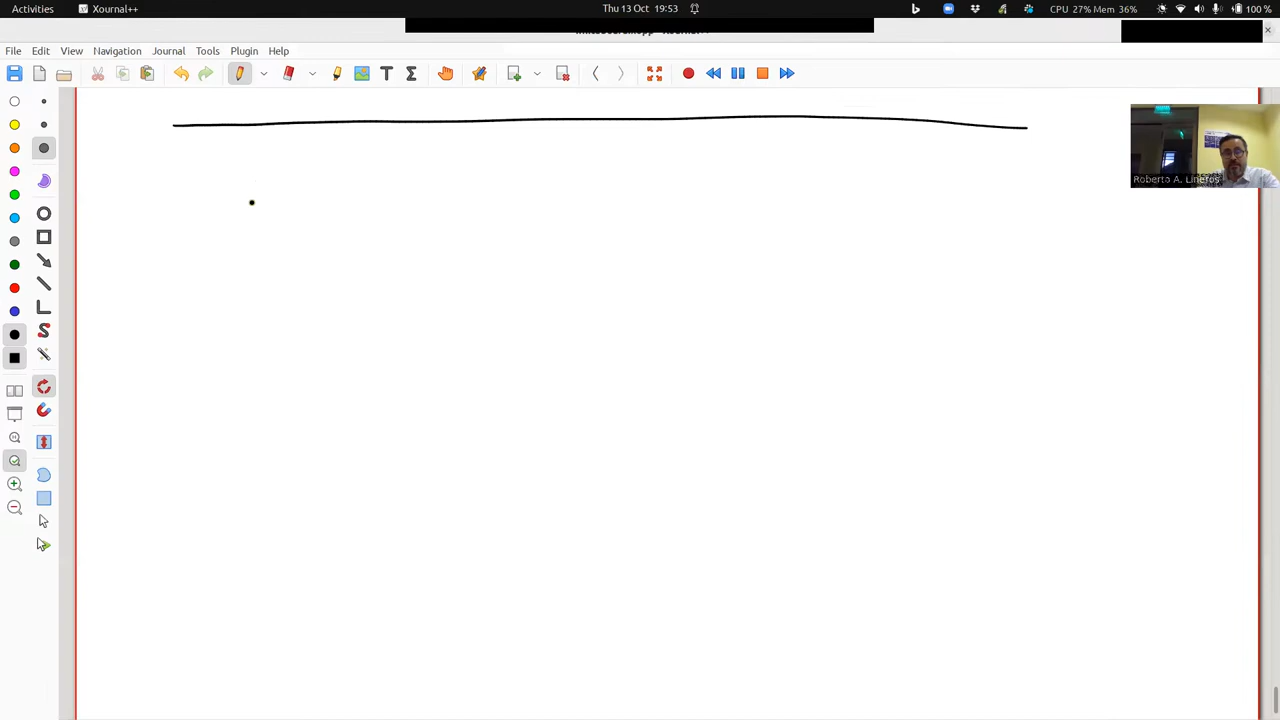 Activities Xournal++ Thu 13 Oct 19:53 CPU 27% Mem 36% 100 %
File Edit View Navigation Journal Tools Plugin Help
Roberto A. Lineros